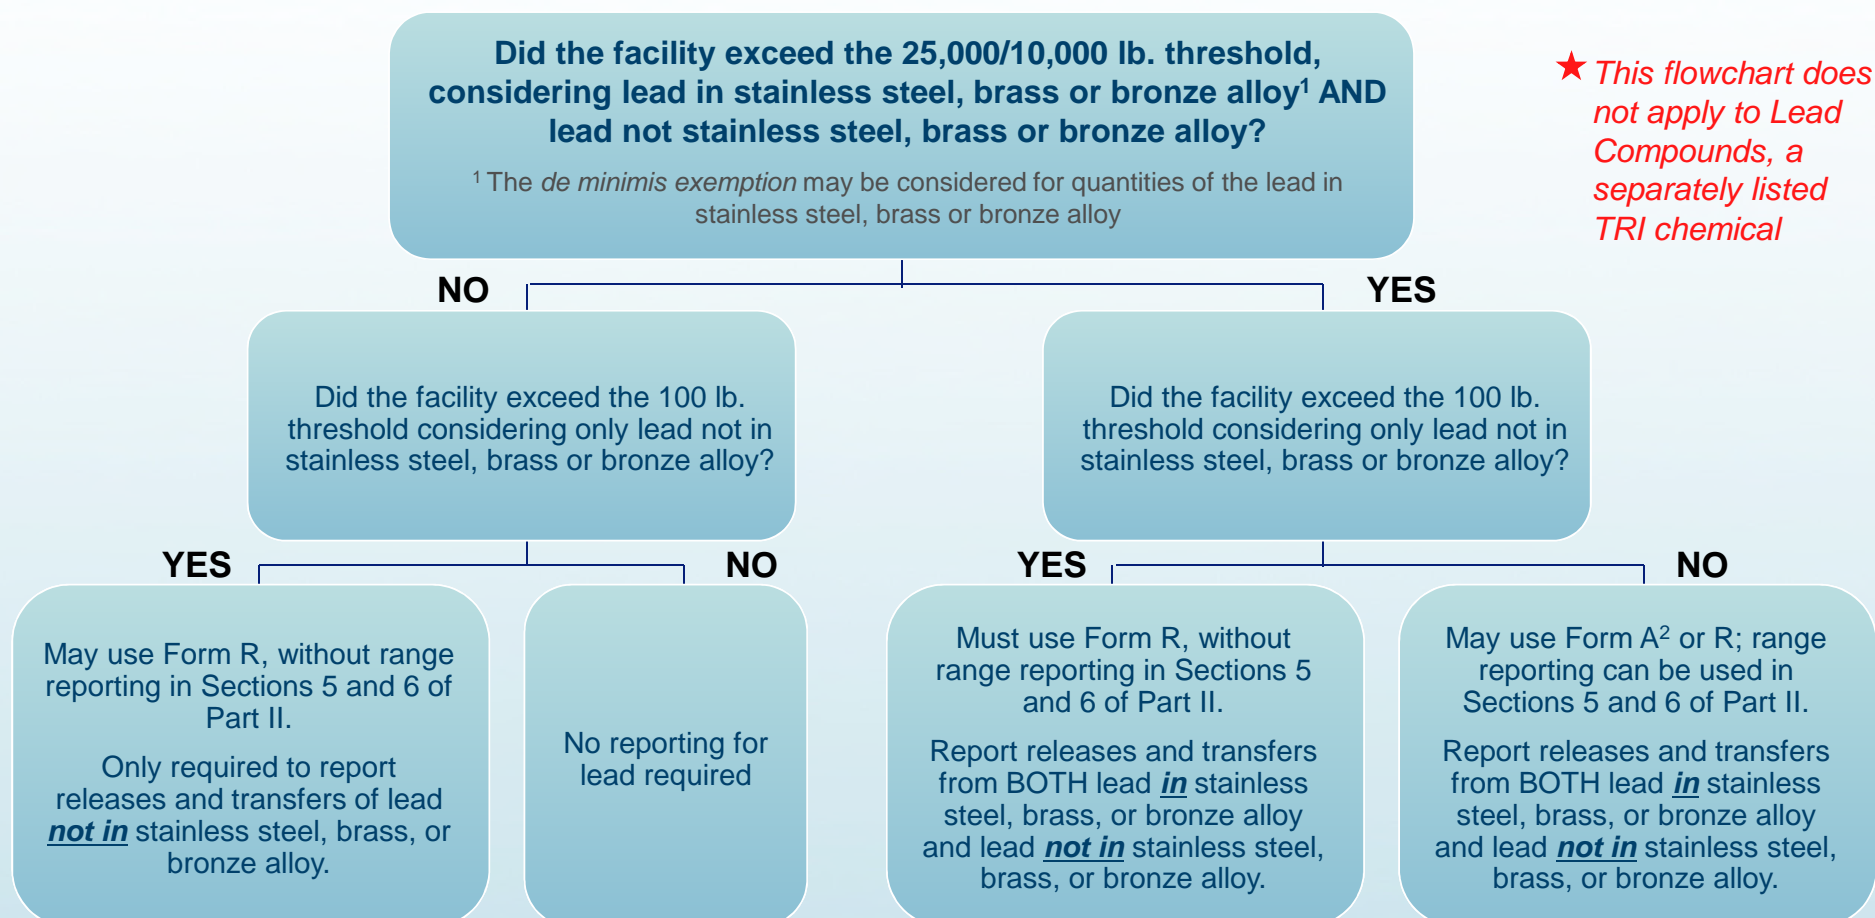 Did the facility exceed the 25,000/10,000 lb. threshold,
considering lead in stainless steel, brass or bronze alloy¹ AND
lead not stainless steel, brass or bronze alloy?
¹ The de minimis exemption may be considered for quantities of the lead in
stainless steel, brass or bronze alloy
★ This flowchart does
not apply to Lead
Compounds, a
separately listed
TRI chemical
NO
YES
Did the facility exceed the 100 lb.
threshold considering only lead not in
stainless steel, brass or bronze alloy?
Did the facility exceed the 100 lb.
threshold considering only lead not in
stainless steel, brass or bronze alloy?
YES
NO
YES
NO
May use Form R, without range
reporting in Sections 5 and 6 of
Part II.
Only required to report
releases and transfers of lead
not in stainless steel, brass, or
bronze alloy.
No reporting for
lead required
Must use Form R, without
range reporting in Sections 5
and 6 of Part II.
Report releases and transfers
from BOTH lead in stainless
steel, brass, or bronze alloy
and lead not in stainless steel,
brass, or bronze alloy.
May use Form A² or R; range
reporting can be used in
Sections 5 and 6 of Part II.
Report releases and transfers
from BOTH lead in stainless
steel, brass, or bronze alloy
and lead not in stainless steel,
brass, or bronze alloy.